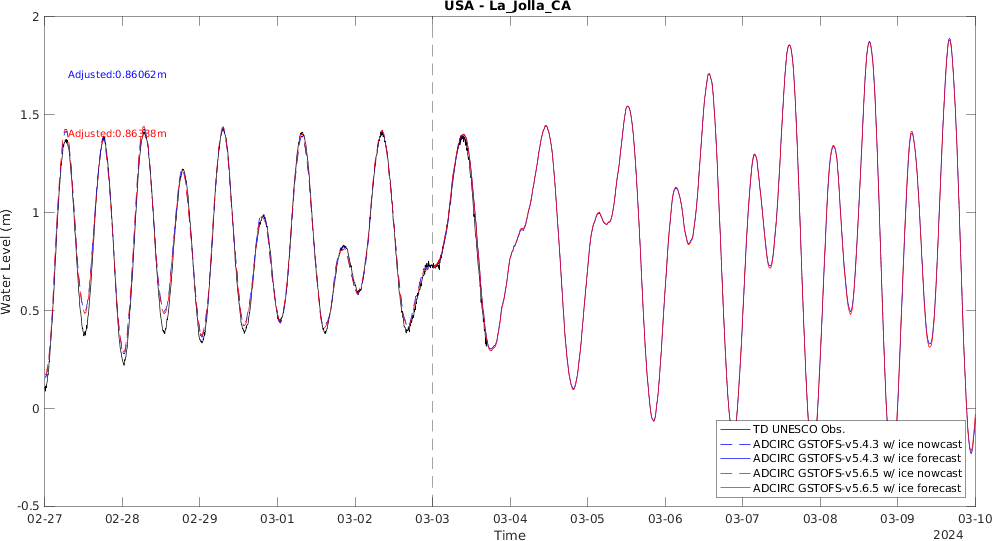 USA - La_Jolla_CA
Adjusted:0.86062m
Adjusted:0.86388m
Water Level (m)
2
1.5
1
0.5
0
-0.5
TD UNESCO Obs.
ADCIRC GSTOFS-v5.4.3 w/ ice nowcast
ADCIRC GSTOFS-v5.4.3 w/ ice forecast
ADCIRC GSTOFS-v5.6.5 w/ ice nowcast
ADCIRC GSTOFS-v5.6.5 w/ ice forecast
02-27 02-28 02-29 03-01 03-02 03-03 03-04 03-05 03-06 03-07 03-08 03-09 03-10
Time
2024